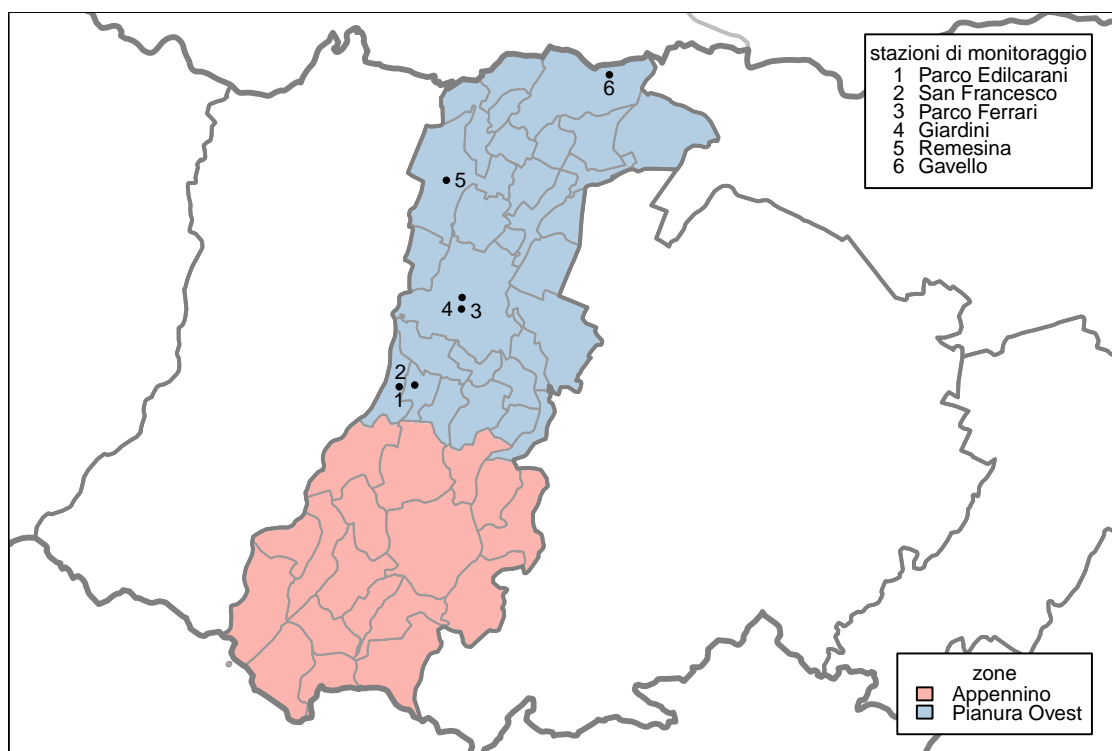 stazioni di monitoraggio
1 Parco Edilcarani
2 San Francesco
3 Parco Ferrari
4 Giardini
5 Remesina
6 Gavello
6
5
4 3
2
1
zone
Appennino
Pianura Ovest